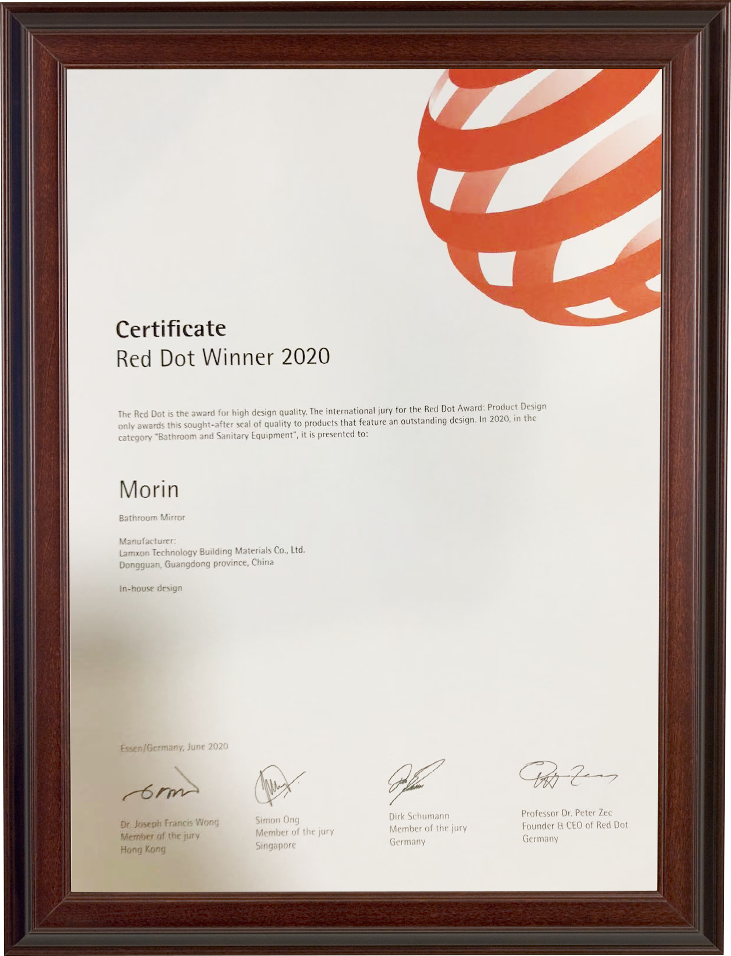 Certificate
Red Dot Winner 2020
The Red Dot is the award for high design quality. The international jury for the Red Dot Award: Product Design
only awards this sought-after seal of quality to products that feature an outstanding design. In 2020, in the
category "Bathroom and Sanitary Equipment", it is presented to:
Morin
Bathroom Mirror
Manufacturer:
Lamxon Technology Building Materials Co., Ltd.
Dongguan, Guangdong province, China
In-house design
Essen/Germany, June 2020
Dr. Joseph Francis Wong
Member of the jury
Hong Kong
Simon Ong
Member of the jury
Singapore
Dirk Schumann
Member of the jury
Germany
Professor Dr. Peter Zec
Founder & CEO of Red Dot
Germany